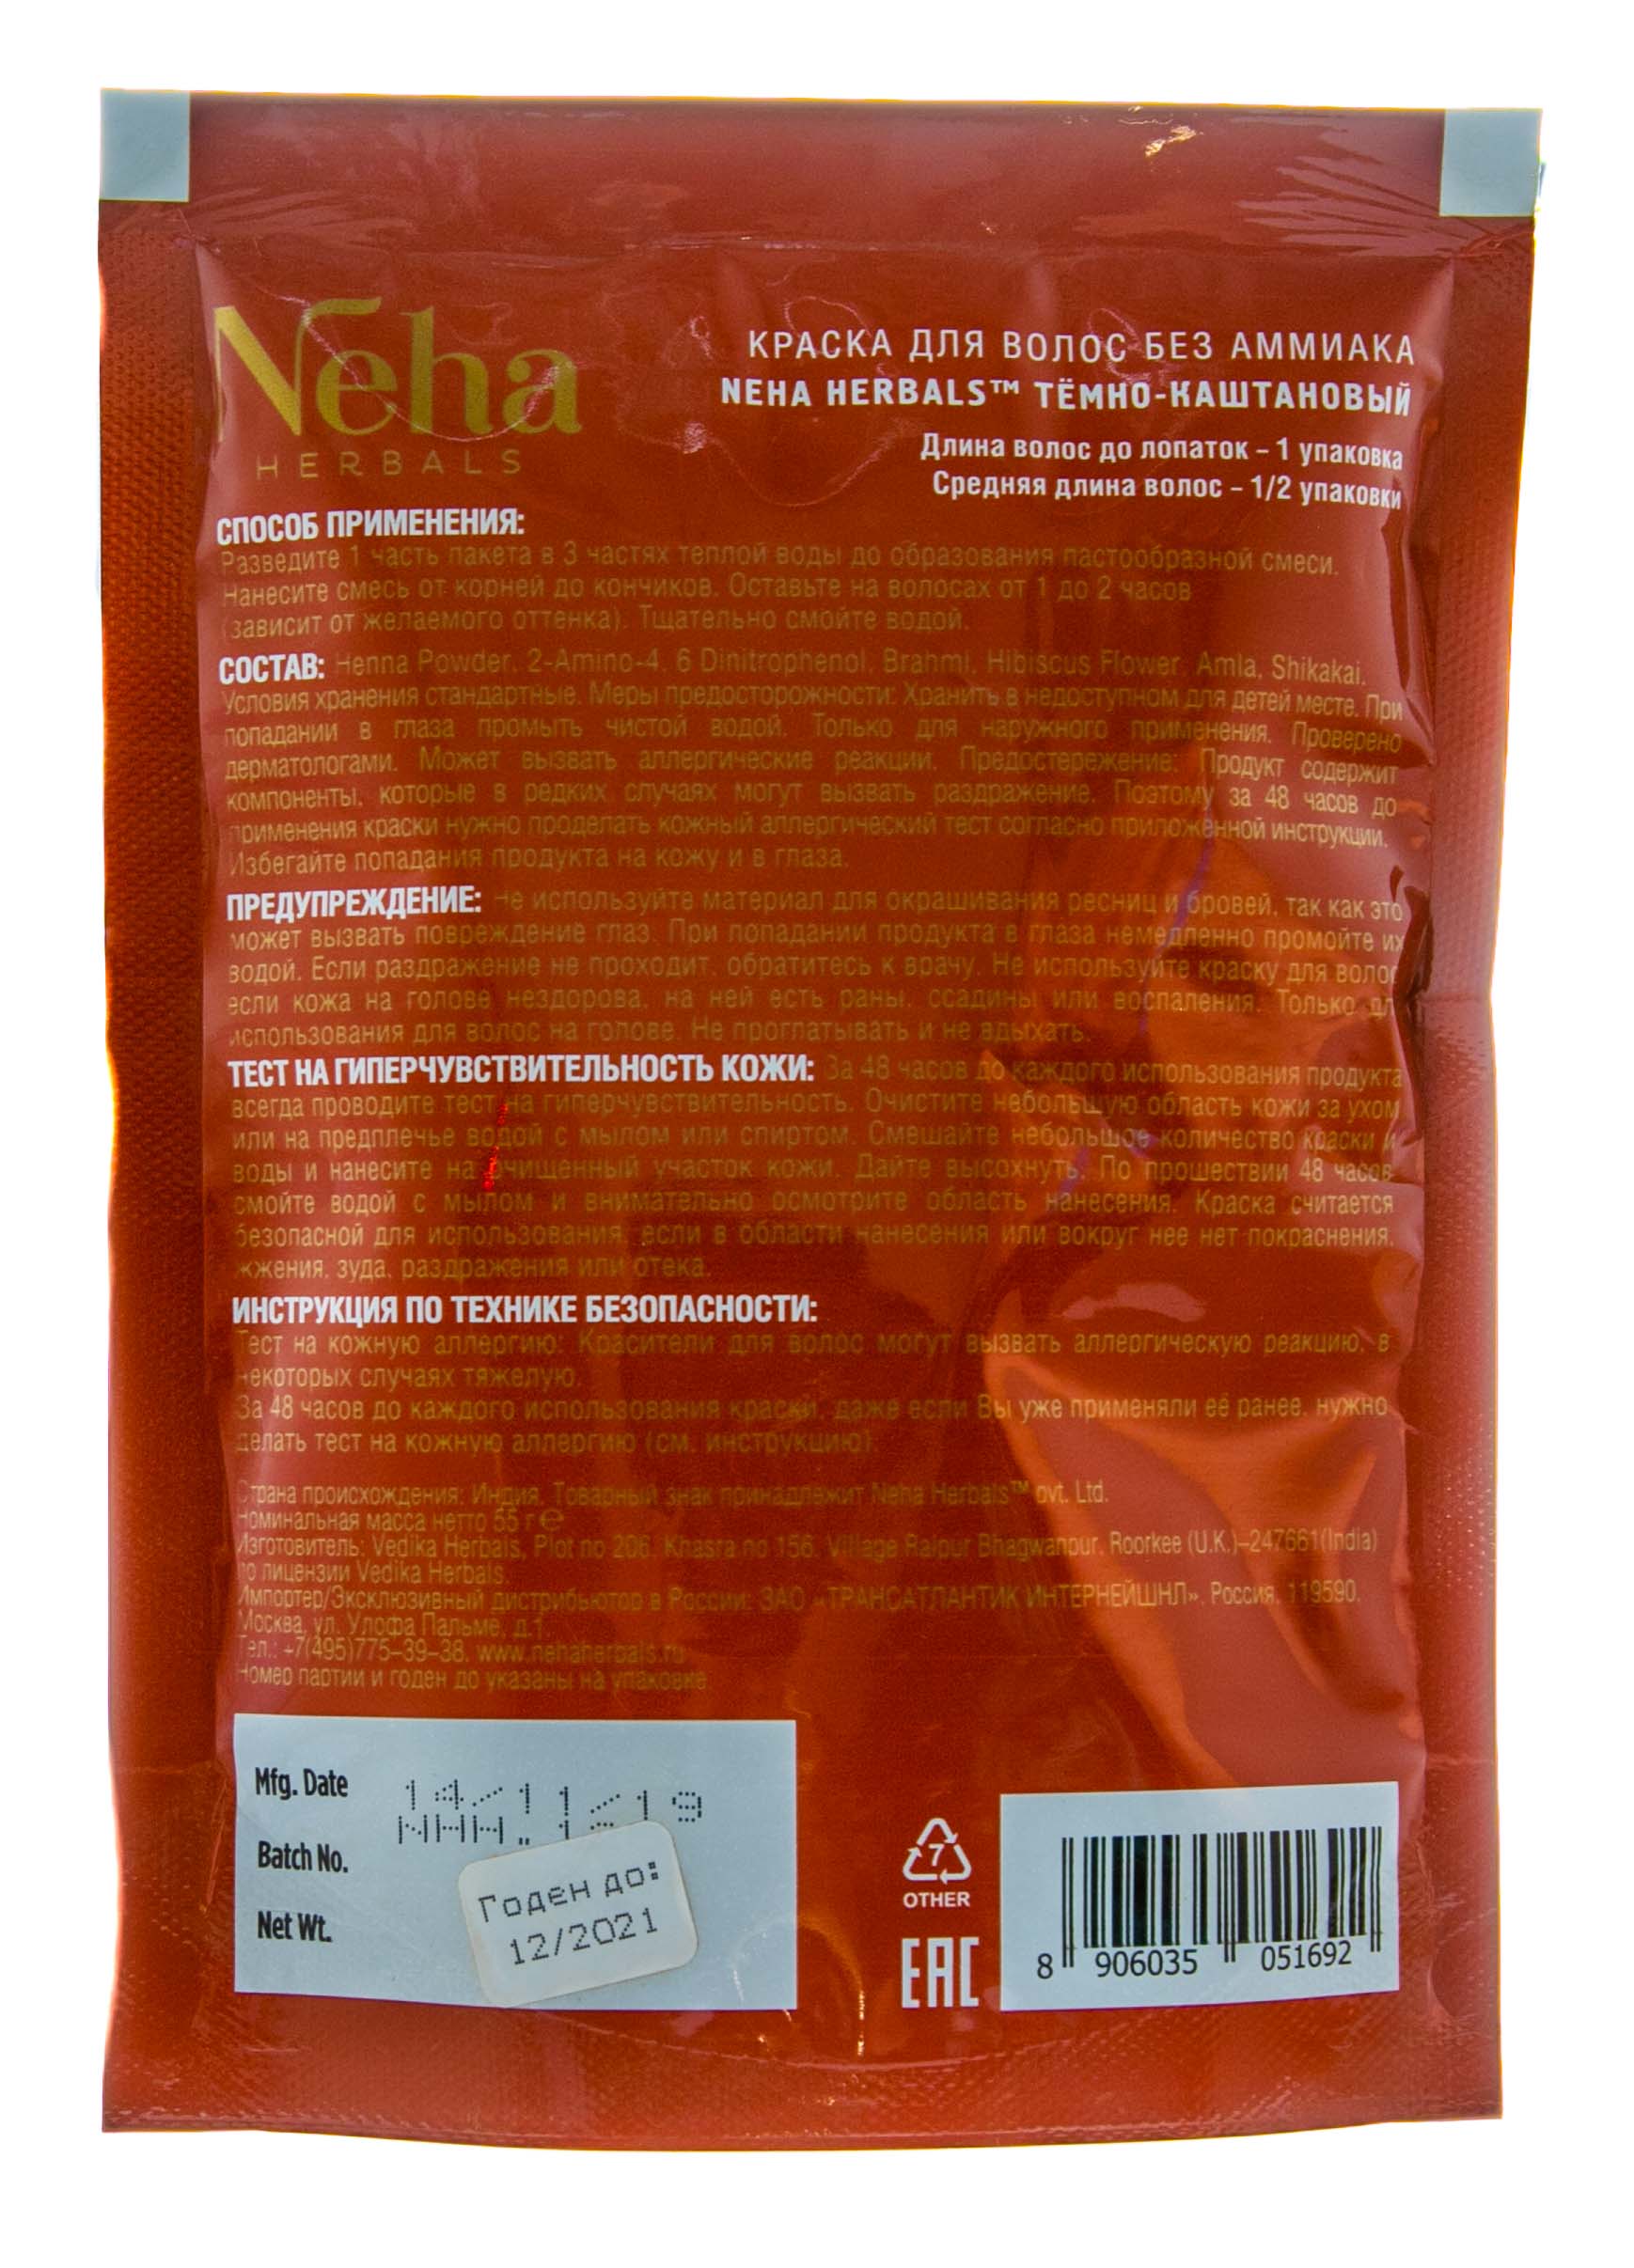 Neha
HERBALS
КРАСКА ДЛЯ ВОЛОС БЕЗ АММИАКА
NEHA HERBALS™ ТЁМНО-КАШТАНОВЫЙ
Длина волос до лопаток – 1 упаковка
Средняя длина волос – 1/2 упаковки
СПОСОБ ПРИМЕНЕНИЯ:
Разведите 1 часть пакета в 3 частях теплой воды до образования пастообразной смеси.
Нанесите смесь от корней до кончиков. Оставьте на волосах от 1 до 2 часов
(зависит от желаемого оттенка). Тщательно смойте водой.
СОСТАВ: Henna Powder, 2-Amino-4, 6 Dinitrophenol, Brahmi, Hibiscus Flower, Amla, Shikakai.
Условия хранения стандартные. Меры предосторожности: Хранить в недоступном для детей месте. При
попадании в глаза промыть чистой водой. Только для наружного применения. Проверено
дерматологами. Может вызвать аллергические реакции. Предостережение: Продукт содержит
компоненты, которые в редких случаях могут вызвать раздражение. Поэтому за 48 часов до
применения краски нужно проделать кожный аллергический тест согласно приложенной инструкции.
Избегайте попадания продукта на кожу и в глаза.
ПРЕДУПРЕЖДЕНИЕ: Не используйте материал для окрашивания ресниц и бровей, так как это
может вызвать повреждение глаз. При попадании продукта в глаза немедленно промойте их
водой. Если раздражение не проходит, обратитесь к врачу. Не используйте краску для волос
если кожа на голове нездорова, на ней есть раны, ссадины или воспаления. Только
использования для волос на голове. Не проглатывать и не вдыхать.
ТЕСТ НА ГИПЕРЧУВСТВИТЕЛЬНОСТЬ КОЖИ: За 48 часов до каждого использования продукта
всегда проводите тест на гиперчувствительность. Очистите небольшую область кожи за ухом
или на предплечье водой с мылом или спиртом. Смешайте небольшое количество краски и
воды и нанесите на очищенный участок кожи. Дайте высохнуть. По прошествии 48 часов
смойте водой с мылом и внимательно осмотрите область нанесения. Краска считается
безопасной для использования, если в области нанесения или вокруг нее нет покраснения,
жжения, зуда, раздражения или отека.
ИНСТРУКЦИЯ ПО ТЕХНИКЕ БЕЗОПАСНОСТИ:
Тест на кожную аллергию: Красители для волос могут вызвать аллергическую реакцию, в
некоторых случаях тяжелую.
За 48 часов до каждого использования краски, даже если Вы уже применяли её ранее, нужно
делать тест на кожную аллергию (см. инструкцию).
Страна происхождения: Индия. Товарный знак принадлежит Neha Herbals™ pvt. Ltd.
Номинальная масса нетто 55 г ℮
Изготовитель: Vedika Herbals, Plot no 206, Khasra no 156, Village Raipur Bhagwanpur, Roorkee (U.K.)–247661(India)
по лицензии Vedika Herbals.
Импортер/Эксклюзивный дистрибьютор в России: ЗАО «ТРАНСАТЛАНТИК ИНТЕРНЕЙШНЛ», Россия, 119590,
Москва, ул. Улофа Пальме, д.1.
Тел.: +7(495)775–39–38, www.nehaherbals.ru
Номер партии и годен до указаны на упаковке
Mfg. Date 14/11/19
Batch No.
Net Wt.
Годен до:
12/2021
7
OTHER
EAC
8 906035 051692